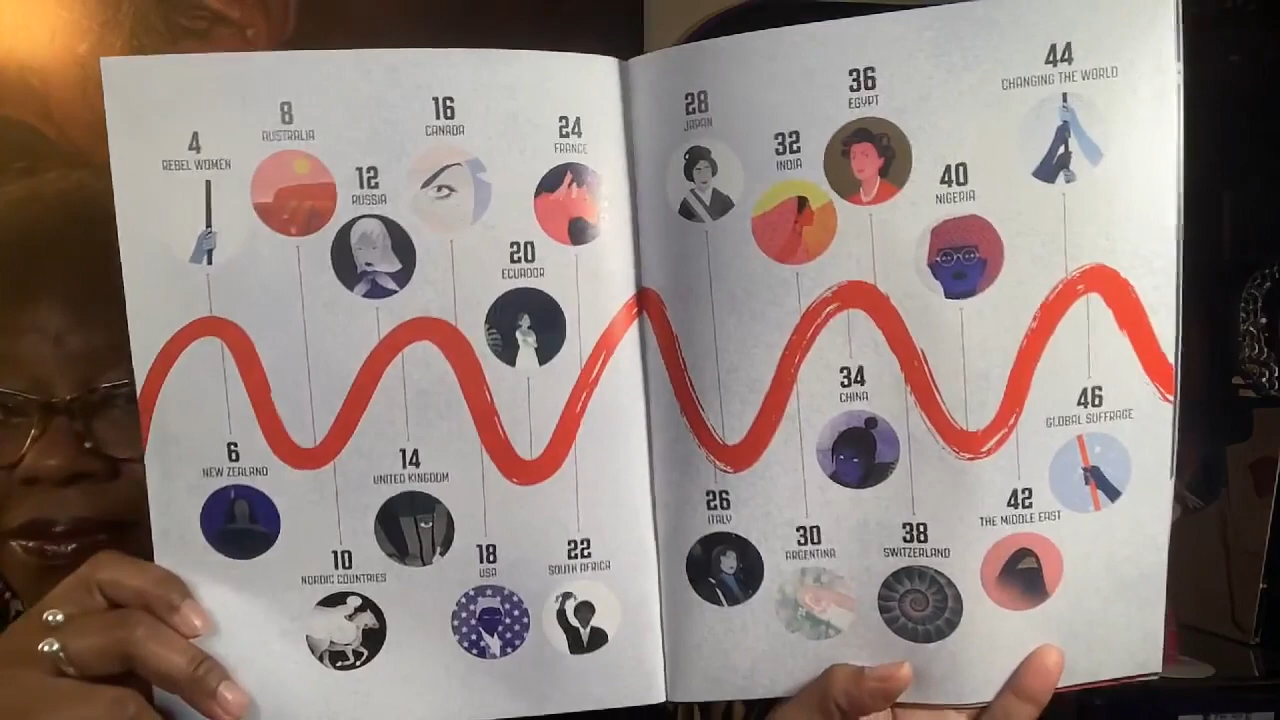 4
REBEL WOMEN
6
NEW ZEALAND
8
AUSTRALIA
10
NORDIC COUNTRIES
12
RUSSIA
14
UNITED KINGDOM
16
CANADA
18
USA
20
ECUADOR
22
SOUTH AFRICA
24
FRANCE
26
ITALY
28
JAPAN
30
ARGENTINA
32
INDIA
34
CHINA
36
EGYPT
38
SWITZERLAND
40
NIGERIA
42
THE MIDDLE EAST
44
CHANGING THE WORLD
46
GLOBAL SUFFRAGE